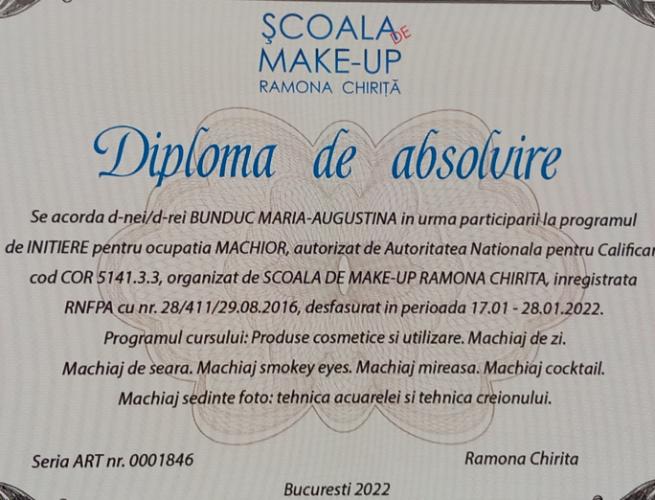 ŞCOALA DE
MAKE-UP
RAMONA CHIRIȚĂ
Diploma de absolvire
Se acorda d-nei/d-rei BUNDUC MARIA-AUGUSTINA in urma participarii la programul
de INITIERE pentru ocupatia MACHIOR, autorizat de Autoritatea Nationala pentru Calificar
cod COR 5141.3.3, organizat de SCOALA DE MAKE-UP RAMONA CHIRITA, inregistrata
RNFPA cu nr. 28/411/29.08.2016, desfasurat in perioada 17.01 - 28.01.2022.
Programul cursului: Produse cosmetice si utilizare. Machiaj de zi.
Machiaj de seara. Machiaj smokey eyes. Machiaj mireasa. Machiaj cocktail.
Machiaj sedinte foto: tehnica acuarelei si tehnica creionului.
Seria ART nr. 0001846
Ramona Chirita
Bucuresti 2022